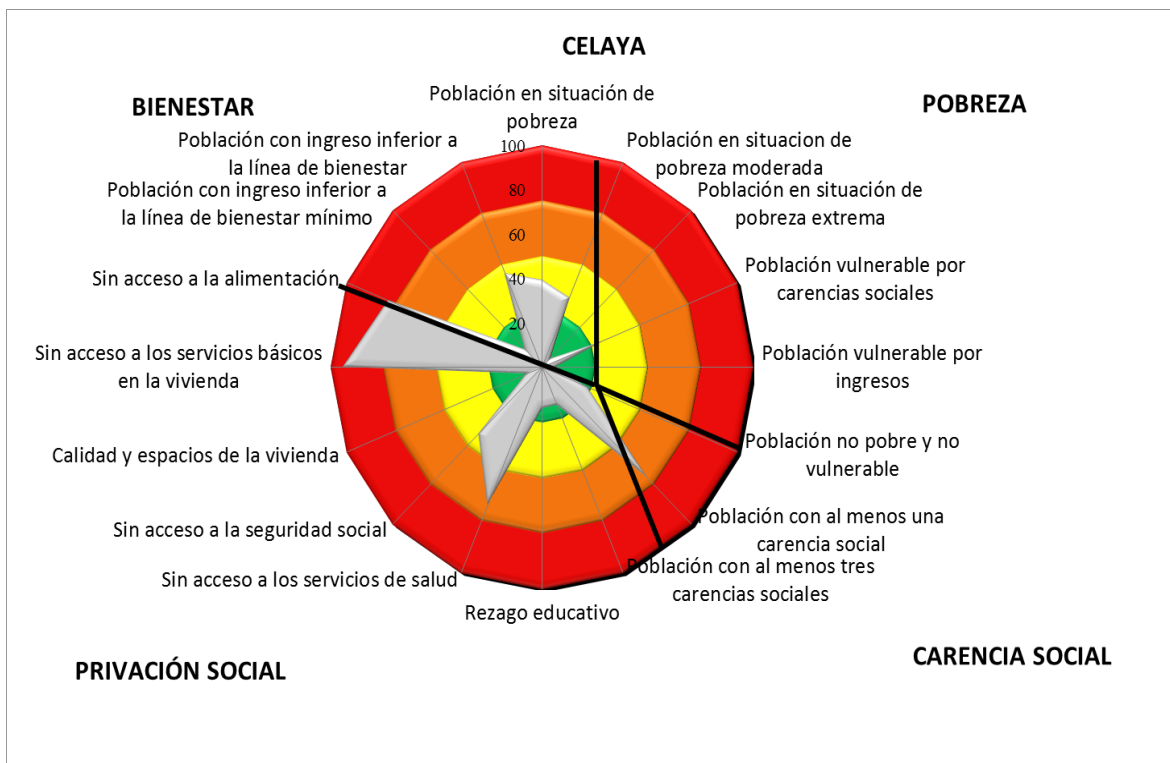 CELAYA
BIENESTAR
POBREZA
Población en situación de
pobreza
Población en situacion de
pobreza moderada
Población en situación de
pobreza extrema
Población vulnerable por
carencias sociales
Población vulnerable por
ingresos
Población no pobre y no
vulnerable
Población con al menos una
carencia social
Población con al menos tres
carencias sociales
Rezago educativo
Sin acceso a los servicios de salud
Sin acceso a la seguridad social
Calidad y espacios de la vivienda
Sin acceso a los servicios básicos
en la vivienda
Sin acceso a la alimentación
Población con ingreso inferior a
la línea de bienestar mínimo
Población con ingreso inferior a
la línea de bienestar
100
80
60
40
20
PRIVACIÓN SOCIAL
CARENCIA SOCIAL